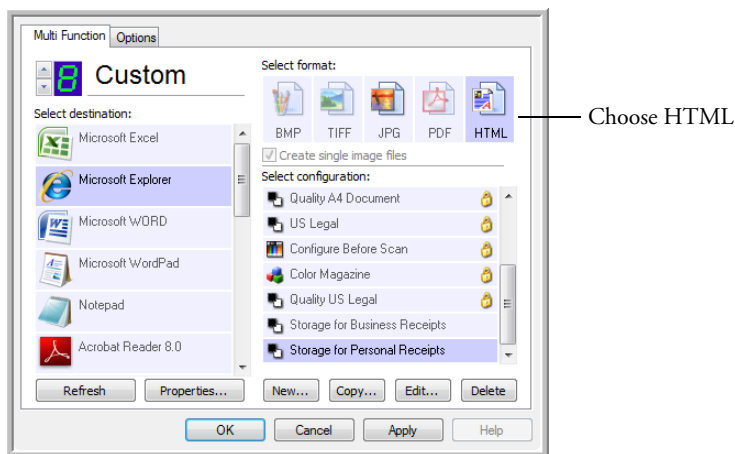 Multi Function
Options
8
Custom
Select destination:
Microsoft Excel
Microsoft Explorer
Microsoft WORD
Microsoft WordPad
Notepad
Acrobat Reader 8.0
Refresh
Properties...
Select format:
BMP
TIFF
JPG
PDF
HTML
Create single image files
Select configuration:
Quality A4 Document
US Legal
Configure Before Scan
Color Magazine
Quality US Legal
Storage for Business Receipts
Storage for Personal Receipts
New...
Copy...
Edit...
Delete
OK
Cancel
Apply
Help
Choose HTML